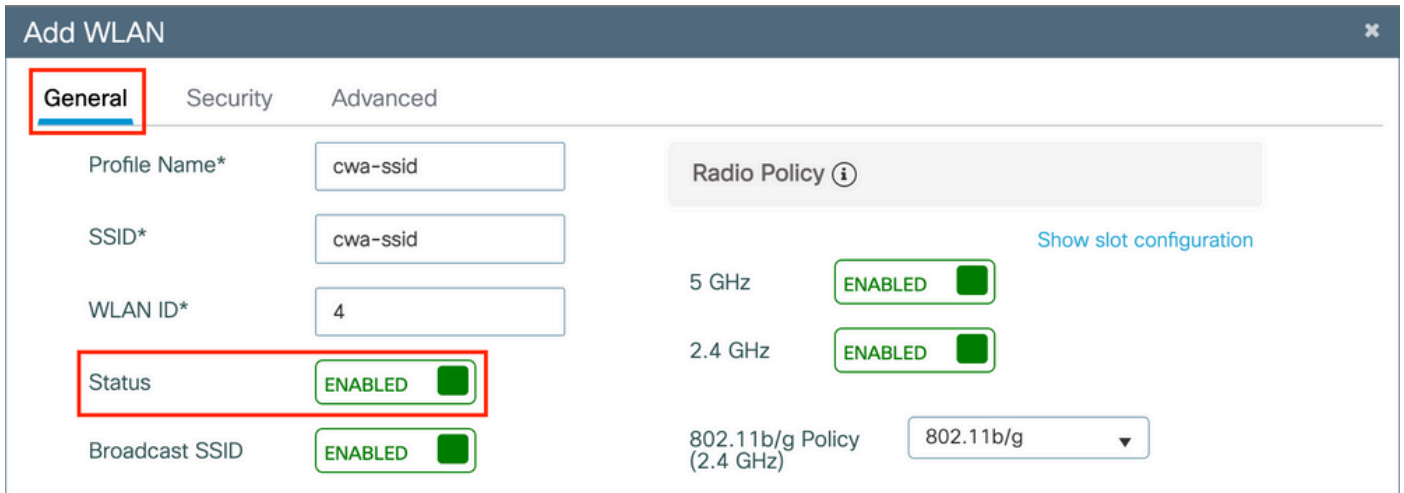 Add WLAN ✖
General Security Advanced
Profile Name* cwa-ssid
SSID* cwa-ssid
WLAN ID* 4
Status ENABLED
Broadcast SSID ENABLED
Radio Policy
Show slot configuration
5 GHz ENABLED
2.4 GHz ENABLED
802.11b/g Policy
(2.4 GHz)
802.11b/g